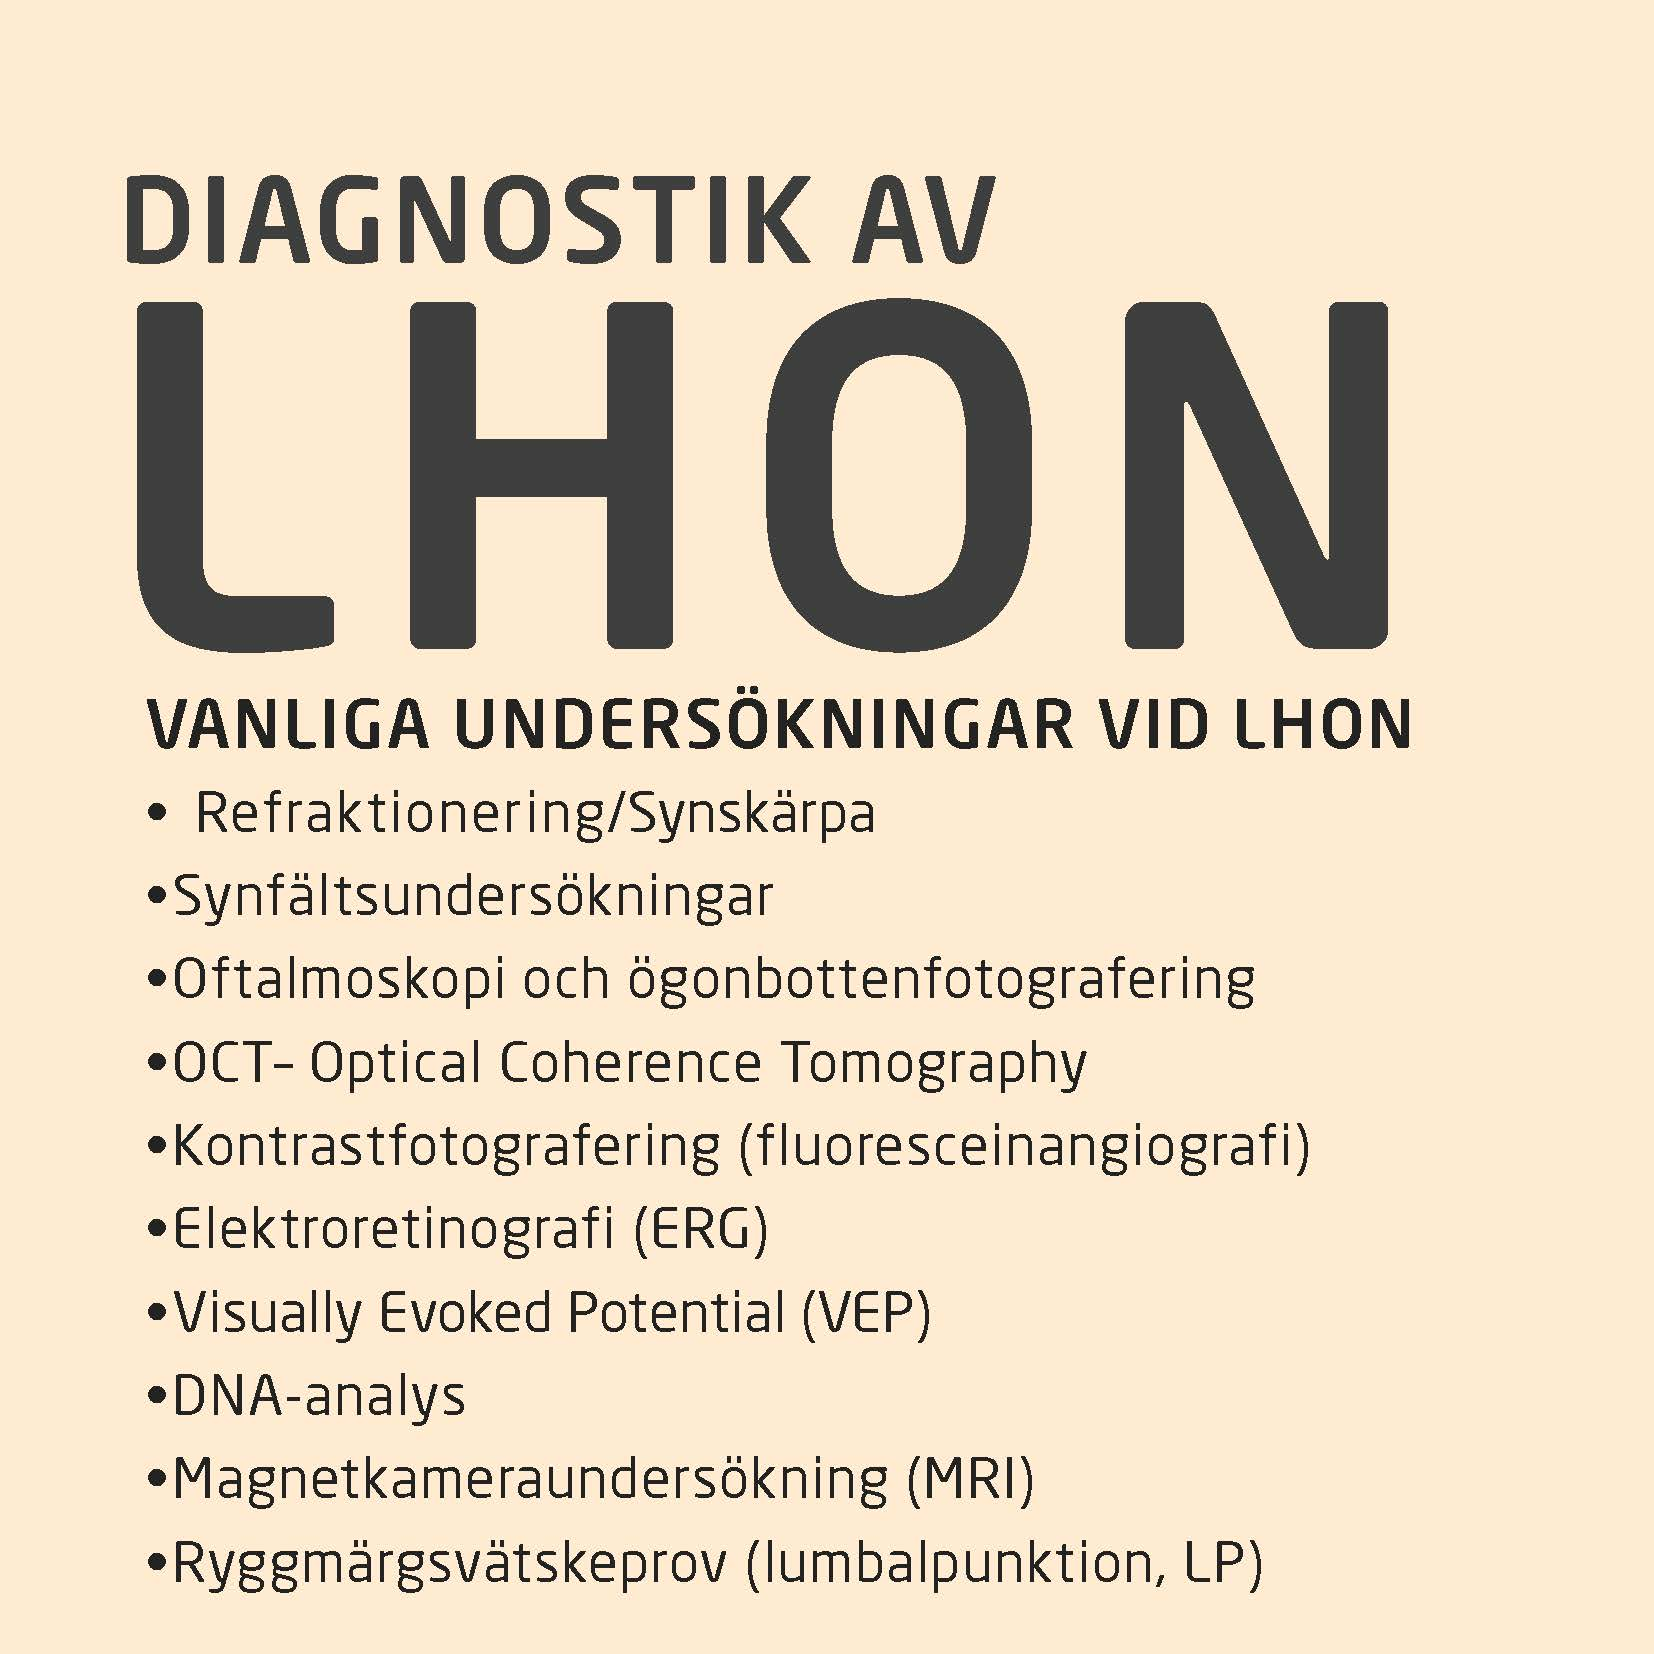 DIAGNOSTIK AV
LHON
VANLIGA UNDERSÖKNINGAR VID LHON
• Refraktionering/Synskärpa
•Synfältsundersökningar
•Oftalmoskopi och ögonbottenfotografering
•OCT– Optical Coherence Tomography
•Kontrastfotografering (fluoresceinangiografi)
•Elektroretinografi (ERG)
•Visually Evoked Potential (VEP)
•DNA-analys
•Magnetkameraundersökning (MRI)
•Ryggmärgsvätskeprov (lumbalpunktion, LP)